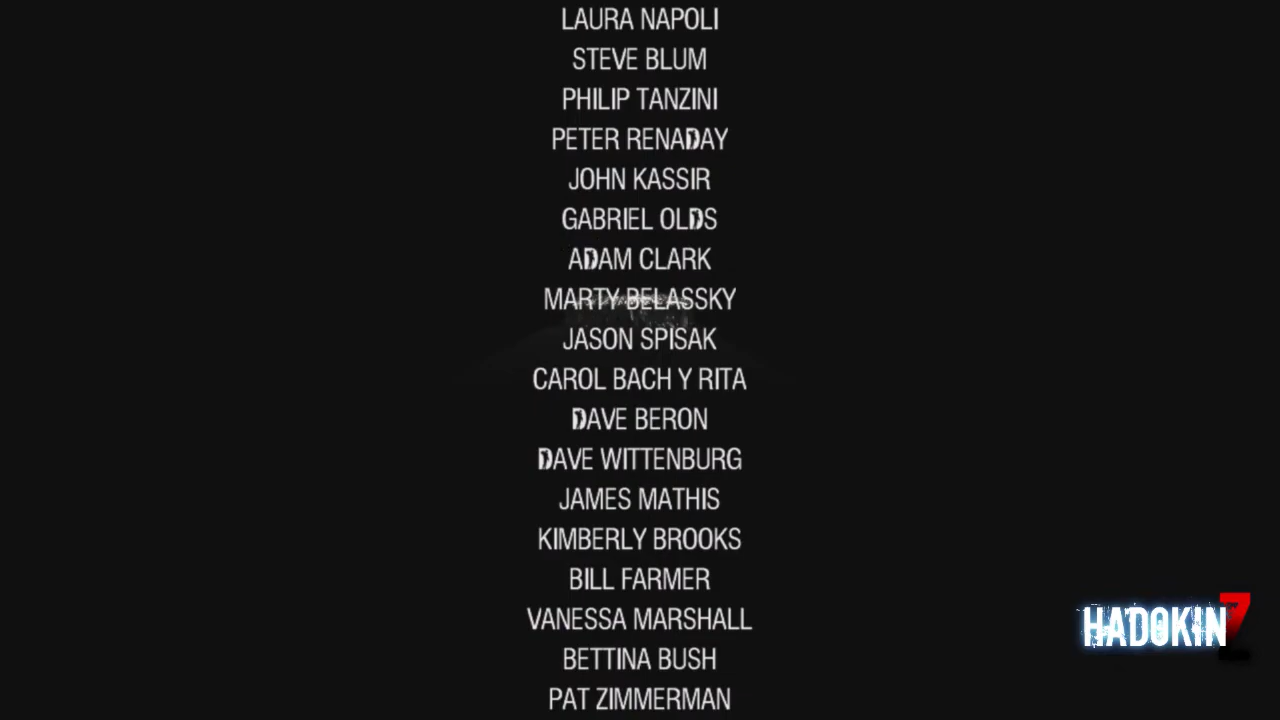 LAURA NAPOLI
STEVE BLUM
PHILIP TANZINI
PETER RENADAY
JOHN KASSIR
GABRIEL OLDS
ADAM CLARK
MARTY BELASSKY
JASON SPISAK
CAROL BACH Y RITA
DAVE BERON
DAVE WITTENBURG
JAMES MATHIS
KIMBERLY BROOKS
BILL FARMER
VANESSA MARSHALL
BETTINA BUSH
PAT ZIMMERMAN
HADOKINZ